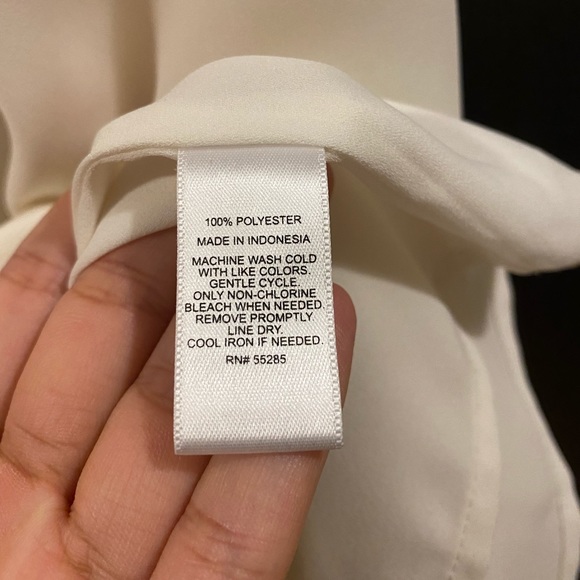 100% POLYESTER
MADE IN INDONESIA
MACHINE WASH COLD
WITH LIKE COLORS.
GENTLE CYCLE.
ONLY NON-CHLORINE
BLEACH WHEN NEEDED.
REMOVE PROMPTLY
LINE DRY.
COOL IRON IF NEEDED.
RN# 55285